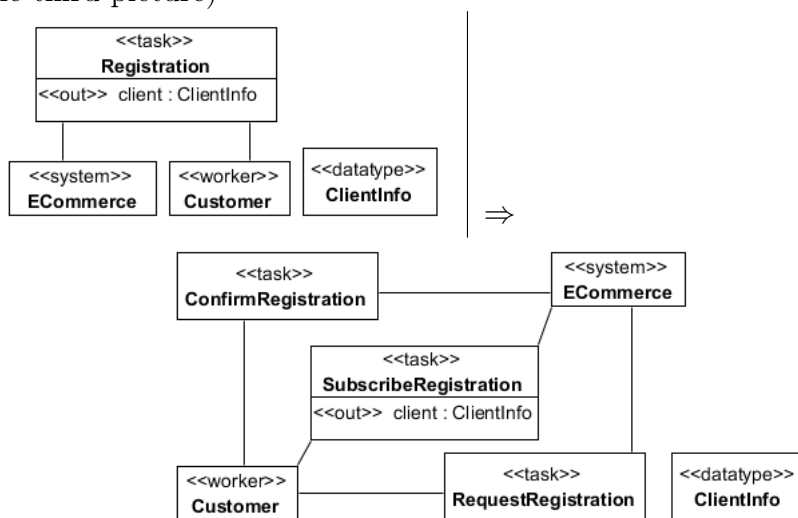 <<task>>
Registration
<<out>> client : ClientInfo
<<system>>
ECommerce
<<worker>>
Customer
<<datatype>>
ClientInfo
⇒
<<task>>
ConfirmRegistration
<<system>>
ECommerce
<<task>>
SubscribeRegistration
<<out>> client : ClientInfo
<<worker>>
Customer
<<task>>
RequestRegistration
<<datatype>>
ClientInfo